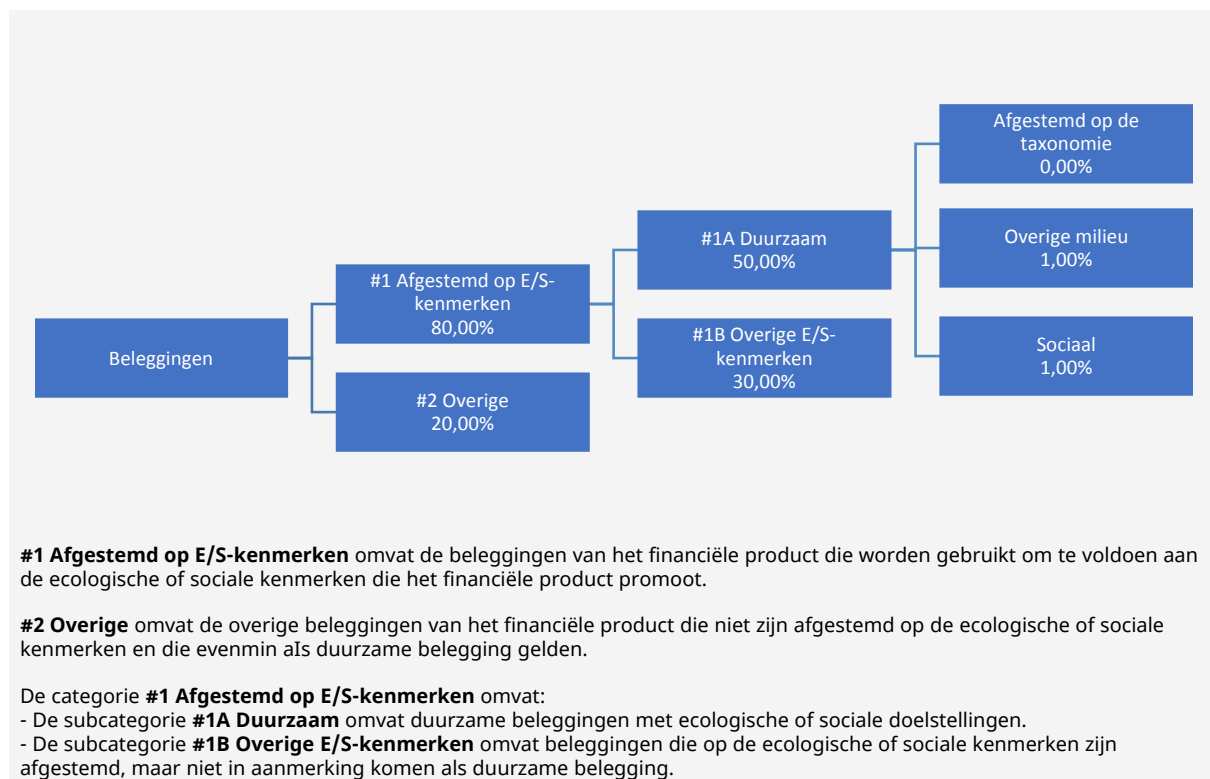 Afgestemd op de
taxonomie
0,00%
#1A Duurzaam
50,00%
Overige milieu
1,00%
#1 Afgestemd op E/S-
kenmerken
80,00%
Beleggingen
#1B Overige E/S-
kenmerken
30,00%
Sociaal
1,00%
#2 Overige
20,00%
#1 Afgestemd op E/S-kenmerken omvat de beleggingen van het financiële product die worden gebruikt om te voldoen aan
de ecologische of sociale kenmerken die het financiële product promoot.
#2 Overige omvat de overige beleggingen van het financiële product die niet zijn afgestemd op de ecologische of sociale
kenmerken en die evenmin aIs duurzame belegging gelden.
De categorie #1 Afgestemd op E/S-kenmerken omvat:
- De subcategorie #1A Duurzaam omvat duurzame beleggingen met ecologische of sociale doelstellingen.
- De subcategorie #1B Overige E/S-kenmerken omvat beleggingen die op de ecologische of sociale kenmerken zijn
afgestemd, maar niet in aanmerking komen als duurzame belegging.